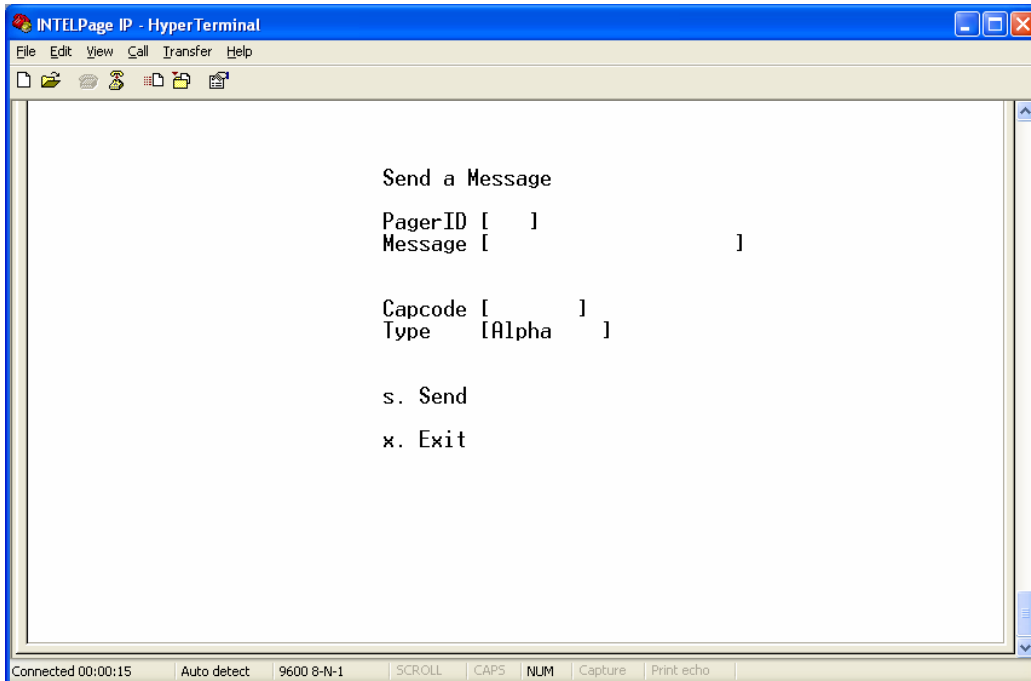 INTELPage IP - HyperTerminal
File Edit View Call Transfer Help
Send a Message
PagerID [   ]
Message [                    ]
Capcode [       ]
Type    [Alpha    ]
s. Send
x. Exit
Connected 00:00:15 Auto detect 9600 8-N-1 SCROLL CAPS NUM Capture Print echo